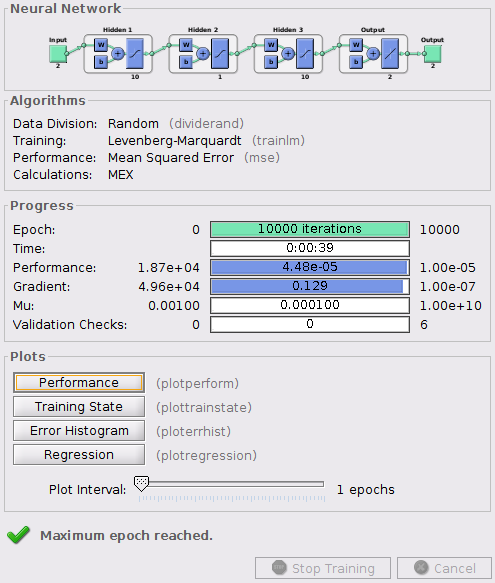 Neural Network
Hidden 1 Hidden 2 Hidden 3 Output
Input Output
W W W W
b b b b
2 2
10 1 10 2
Algorithms
Data Division: Random (dividerand)
Training: Levenberg-Marquardt (trainlm)
Performance: Mean Squared Error (mse)
Calculations: MEX
Progress
Epoch: 0 10000 iterations 10000
Time: 0:00:39
Performance: 1.87e+04 4.48e-05 1.00e-05
Gradient: 4.96e+04 0.129 1.00e-07
Mu: 0.00100 0.000100 1.00e+10
Validation Checks: 0 0 6
Plots
Performance (plotperform)
Training State (plottrainstate)
Error Histogram (ploterrhist)
Regression (plotregression)
Plot Interval: 1 epochs
Maximum epoch reached.
Stop Training Cancel